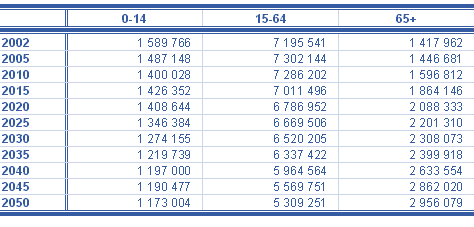 0-14 15-64 65+
2002 1 589 766 7 195 541 1 417 962
2005 1 487 148 7 302 144 1 446 681
2010 1 400 028 7 286 202 1 596 812
2015 1 426 352 7 011 496 1 864 146
2020 1 408 644 6 786 952 2 088 333
2025 1 346 384 6 669 506 2 201 310
2030 1 274 155 6 520 205 2 308 073
2035 1 219 739 6 337 422 2 399 918
2040 1 197 000 5 964 564 2 633 554
2045 1 190 477 5 569 751 2 862 020
2050 1 173 004 5 309 251 2 956 079